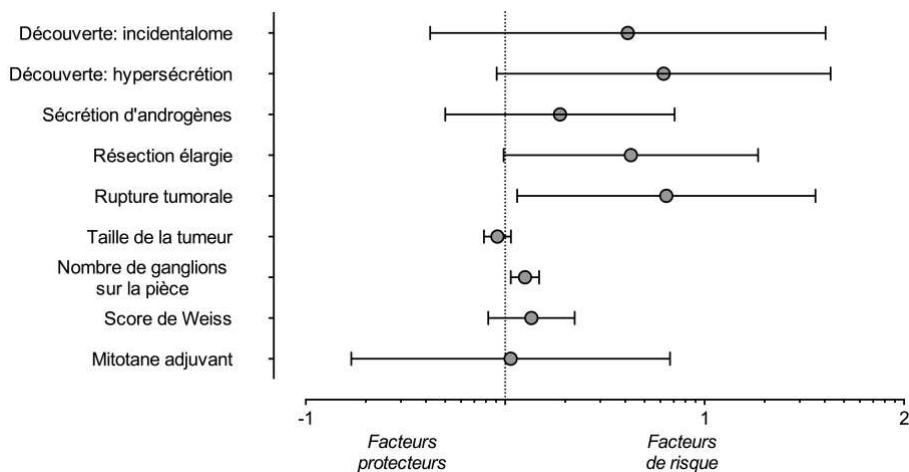 Découverte: incidentalome
Découverte: hypersécrétion
Sécrétion d'androgènes
Résection élargie
Rupture tumorale
Taille de la tumeur
Nombre de ganglions
sur la pièce
Score de Weiss
Mitotane adjuvant
-1 1 2
Facteurs Facteurs
protecteurs de risque